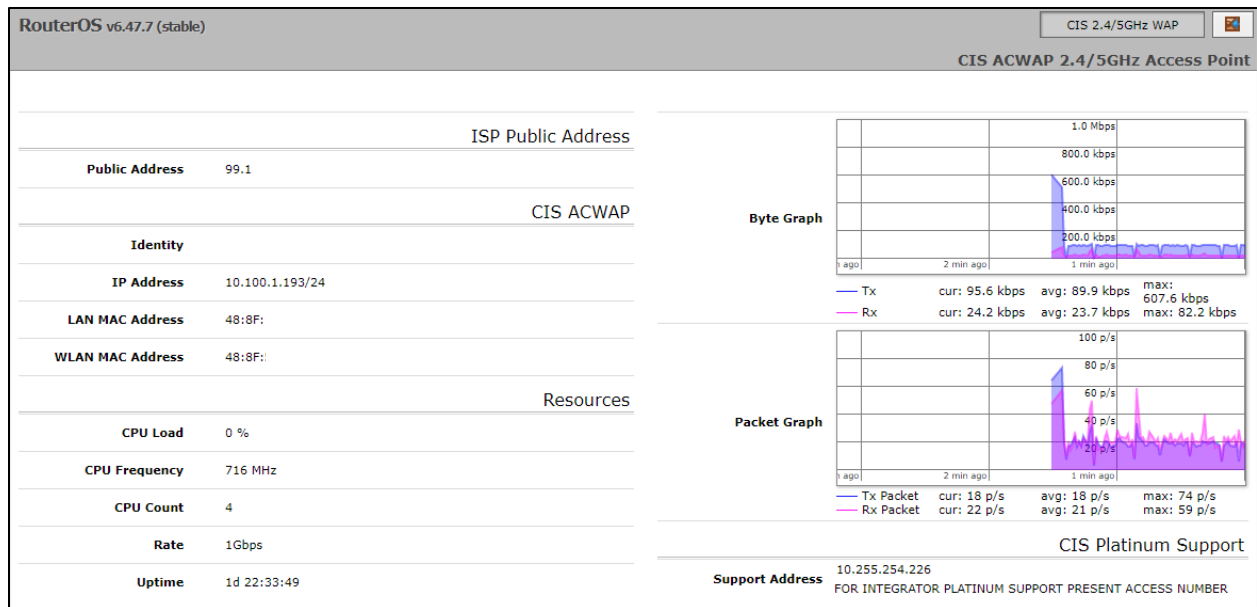 RouterOS v6.47.7 (stable)
CIS 2.4/5GHz WAP
CIS ACWAP 2.4/5GHz Access Point
ISP Public Address
Public Address 99.1
CIS ACWAP
Identity
IP Address 10.100.1.193/24
LAN MAC Address 48:8F:
WLAN MAC Address 48:8F:
Resources
CPU Load 0 %
CPU Frequency 716 MHz
CPU Count 4
Rate 1Gbps
Uptime 1d 22:33:49
Byte Graph
1.0 Mbps
800.0 kbps
600.0 kbps
400.0 kbps
200.0 kbps
ago 2 min ago 1 min ago
Tx cur: 95.6 kbps avg: 89.9 kbps max: 607.6 kbps
Rx cur: 24.2 kbps avg: 23.7 kbps max: 82.2 kbps
Packet Graph
100 p/s
80 p/s
60 p/s
40 p/s
20 p/s
ago 2 min ago 1 min ago
Tx Packet cur: 18 p/s avg: 18 p/s max: 74 p/s
Rx Packet cur: 22 p/s avg: 21 p/s max: 59 p/s
CIS Platinum Support
Support Address 10.255.254.226
FOR INTEGRATOR PLATINUM SUPPORT PRESENT ACCESS NUMBER